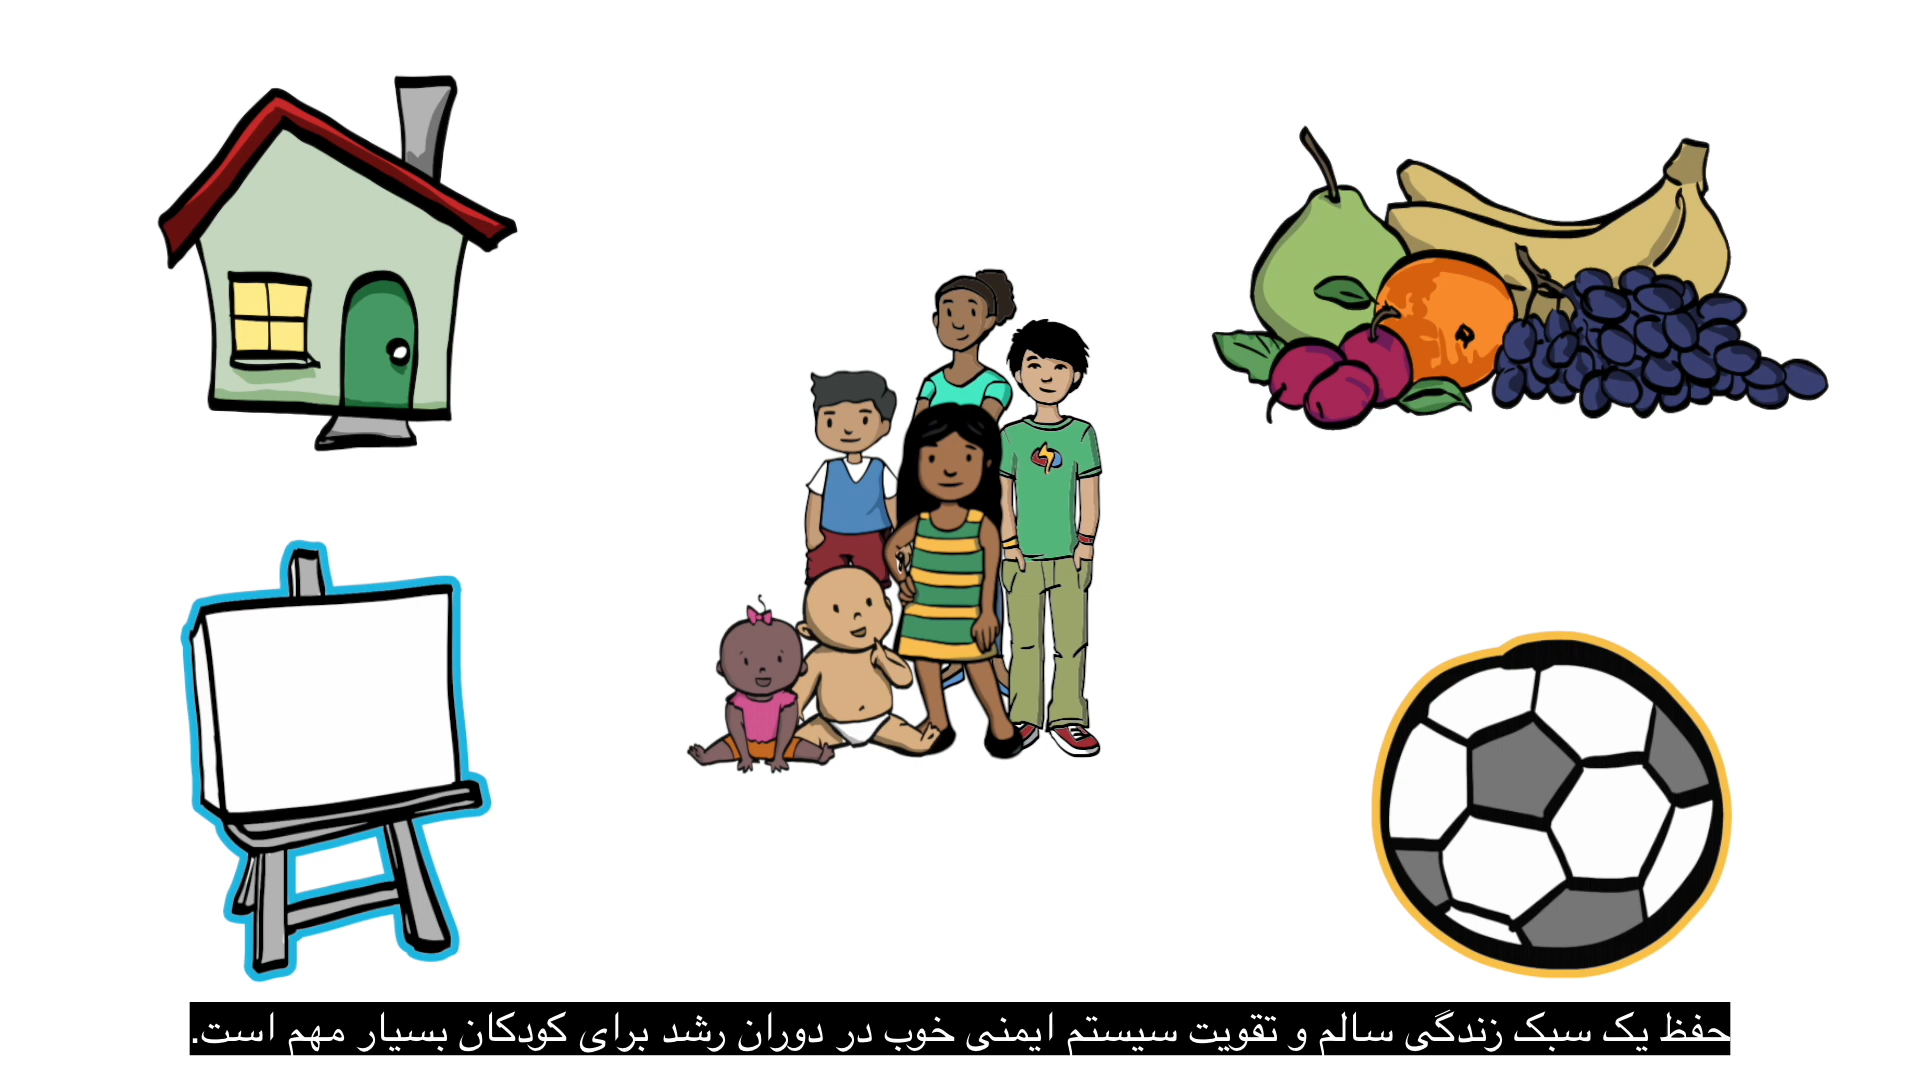 حفظ یک سبک زندگی سالم و تقویت سیستم ایمنی خوب در دوران رشد برای کودکان بسیار مهم است.